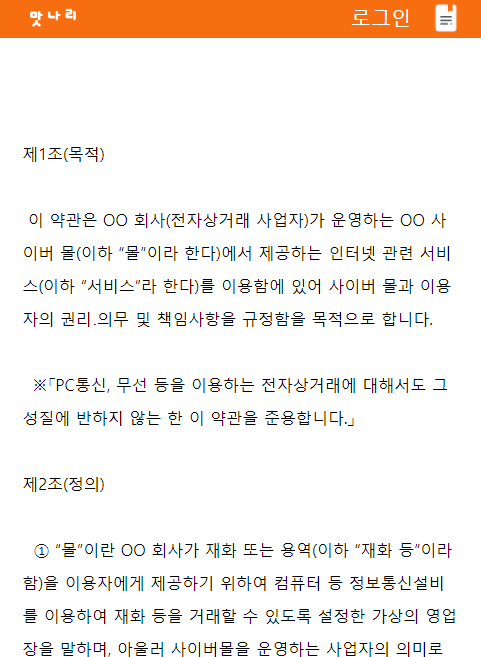 맛나리
로그인
제1조(목적)
이 약관은 OO 회사(전자상거래 사업자)가 운영하는 OO 사
이버 몰(이하 “몰”이라 한다)에서 제공하는 인터넷 관련 서비
스(이하 “서비스”라 한다)를 이용함에 있어 사이버 몰과 이용
자의 권리.의무 및 책임사항을 규정함을 목적으로 합니다.
※「PC통신, 무선 등을 이용하는 전자상거래에 대해서도 그
성질에 반하지 않는 한 이 약관을 준용합니다.」
제2조(정의)
① “몰”이란 OO 회사가 재화 또는 용역(이하 “재화 등”이라
함)을 이용자에게 제공하기 위하여 컴퓨터 등 정보통신설비
를 이용하여 재화 등을 거래할 수 있도록 설정한 가상의 영업
장을 말하며, 아울러 사이버몰을 운영하는 사업자의 의미로